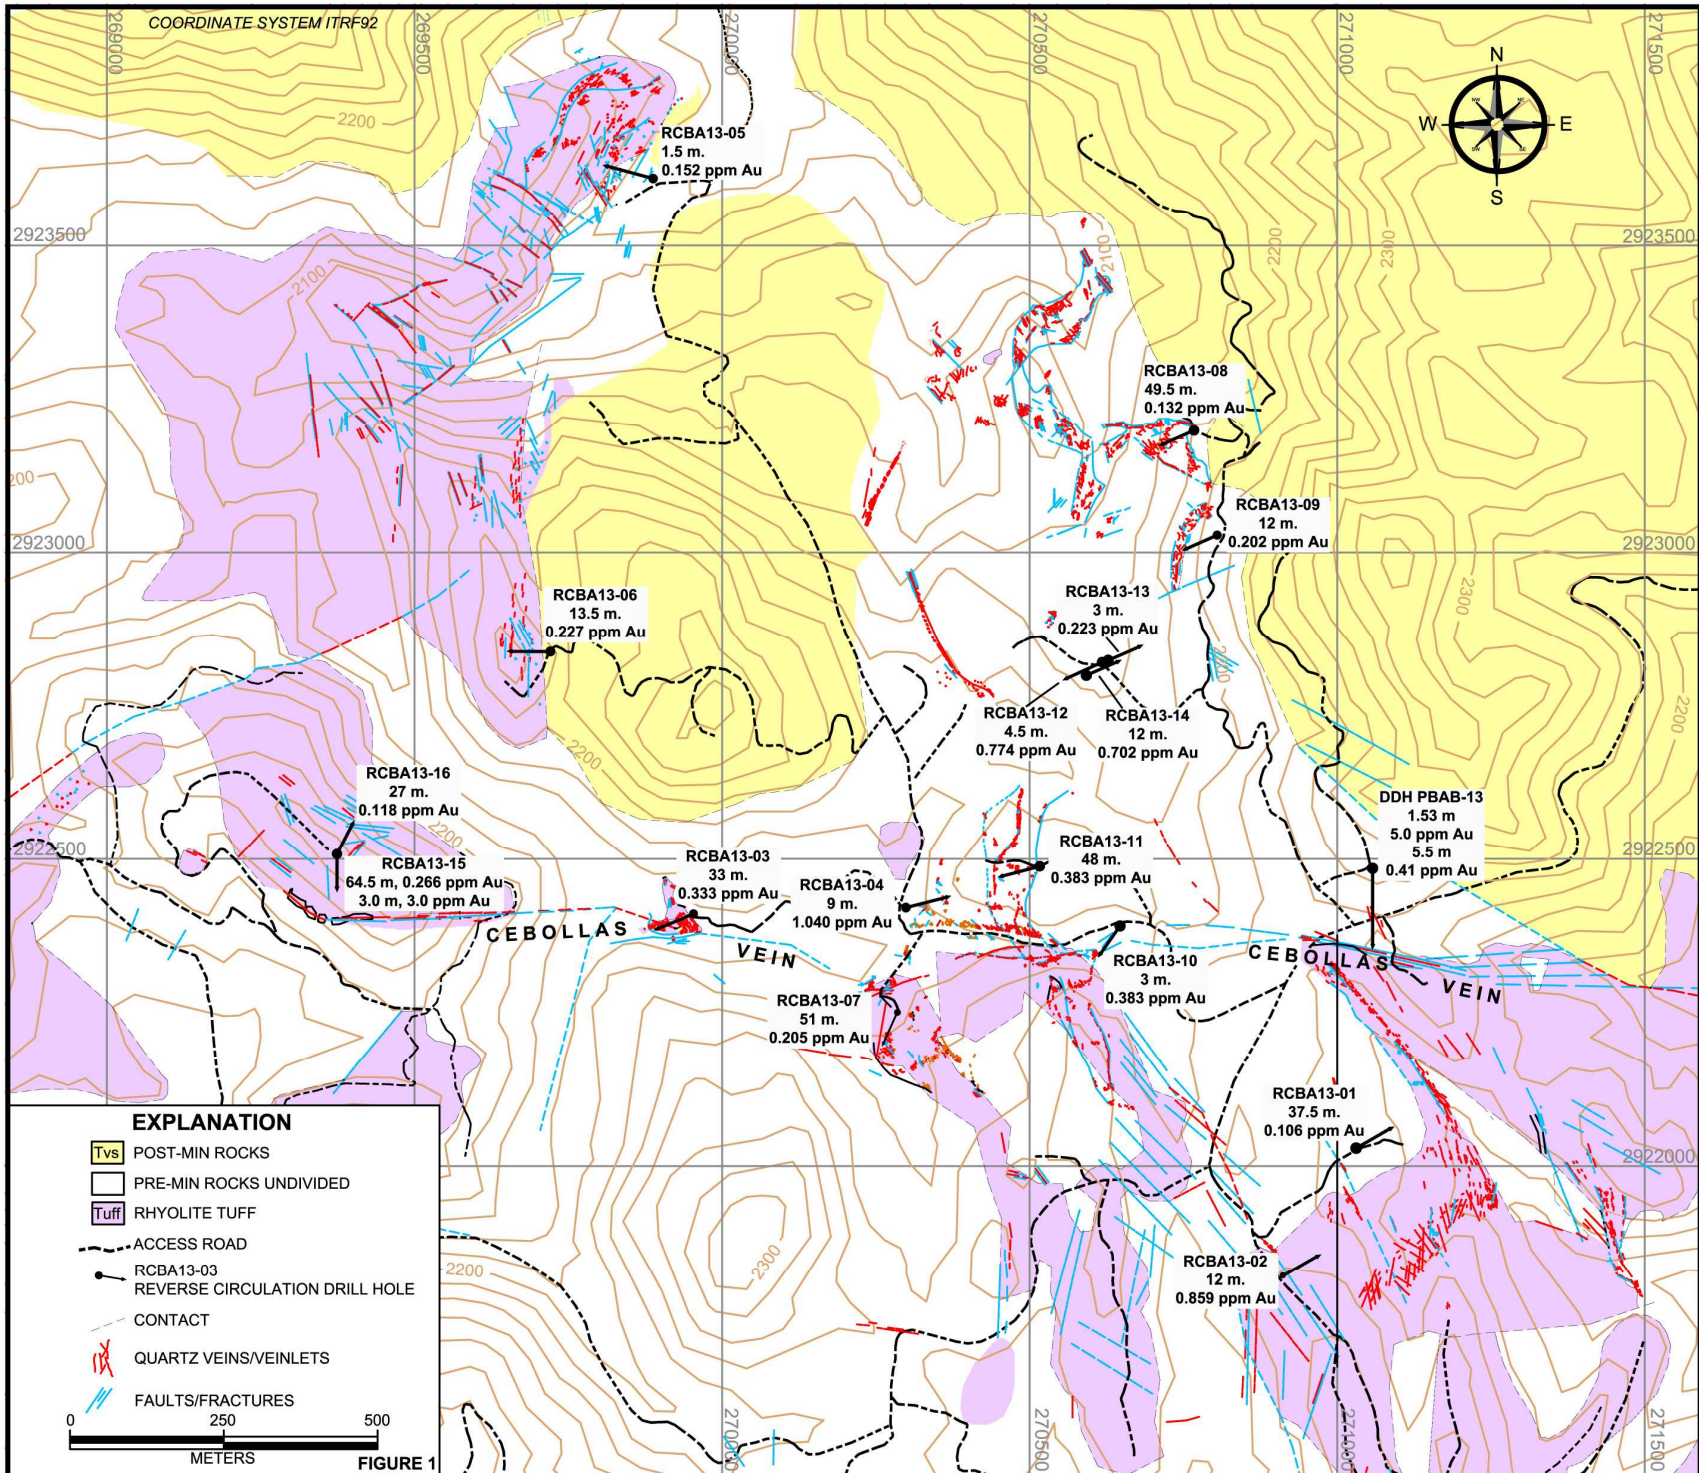 COORDINATE SYSTEM ITRF92
269000
269500
270000
270500
271000
271500
N
NW
NE
W
E
SW
SE
S
2200
RCBA13-05
1.5 m.
0.152 ppm Au
2923500
2923500
2100
2100
2200
2300
RCBA13-08
49.5 m.
0.132 ppm Au
200
RCBA13-09
12 m.
0.202 ppm Au
2923000
2923000
RCBA13-06
13.5 m.
0.227 ppm Au
RCBA13-13
3 m.
0.223 ppm Au
2300
2200
RCBA13-12
4.5 m.
0.774 ppm Au
RCBA13-14
12 m.
0.702 ppm Au
2200
2200
RCBA13-16
27 m.
0.118 ppm Au
2200
DDH PBAB-13
1.53 m
5.0 ppm Au
5.5 m
0.41 ppm Au
2922500
2922500
RCBA13-15
64.5 m, 0.266 ppm Au
3.0 m, 3.0 ppm Au
RCBA13-03
33 m.
0.333 ppm Au
RCBA13-04
9 m.
1.040 ppm Au
RCBA13-11
48 m.
0.383 ppm Au
CEBOLLAS
VEIN
CEBOLLAS
VEIN
RCBA13-10
3 m.
0.383 ppm Au
RCBA13-07
51 m.
0.205 ppm Au
RCBA13-01
37.5 m.
0.106 ppm Au
2922000
RCBA13-02
12 m.
0.859 ppm Au
2300
2200
EXPLANATION
Tvs POST-MIN ROCKS
PRE-MIN ROCKS UNDIVIDED
Tuff RHYOLITE TUFF
ACCESS ROAD
RCBA13-03
REVERSE CIRCULATION DRILL HOLE
CONTACT
QUARTZ VEINS/VEINLETS
FAULTS/FRACTURES
0 250 500
METERS
FIGURE 1
270000
270500
271000
271500